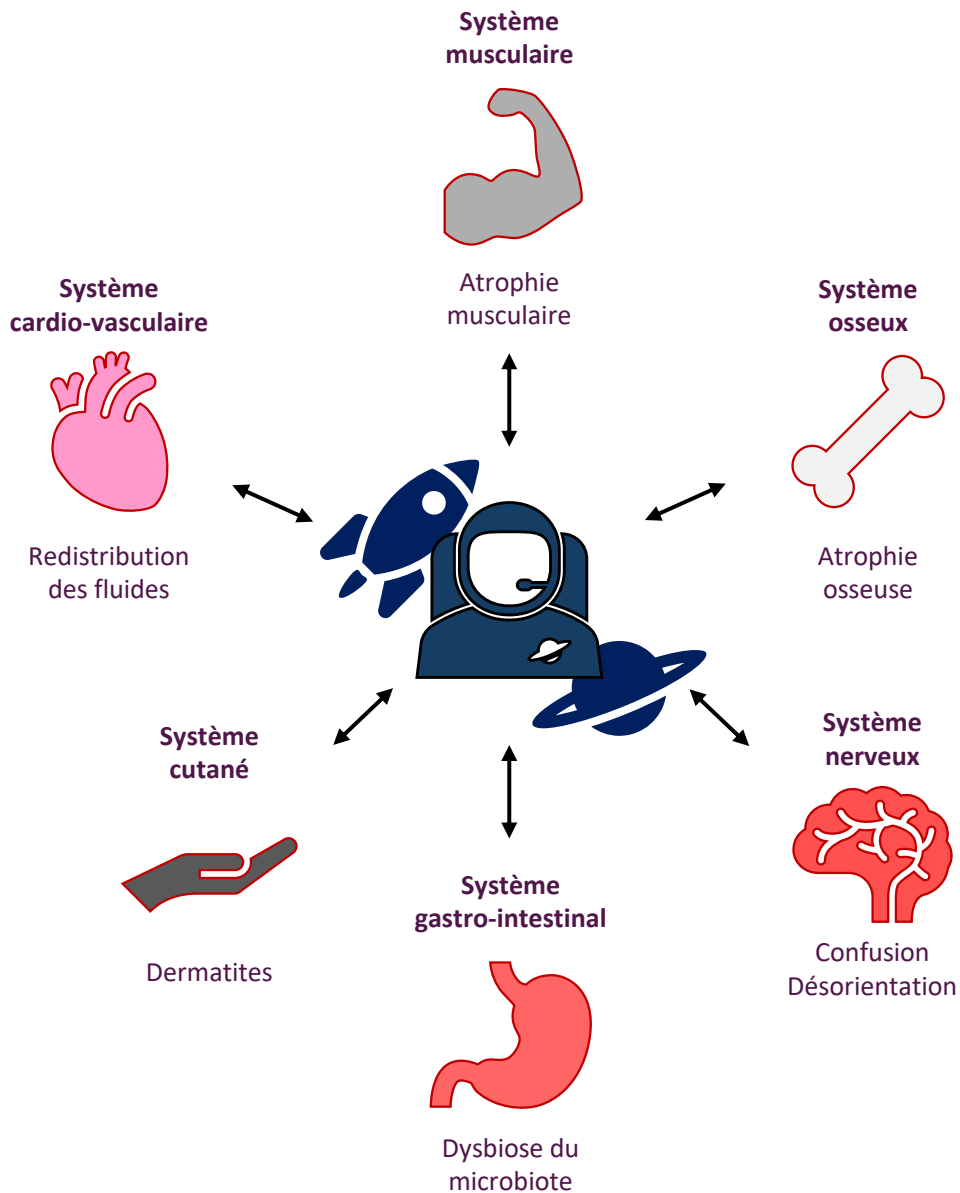 Système
musculaire
Atrophie
musculaire
Système
cardio-vasculaire
Redistribution
des fluides
Système
osseux
Atrophie
osseuse
Système
cutané
Dermatites
Système
gastro-intestinal
Dysbiose du
microbiote
Système
nerveux
Confusion
Désorientation